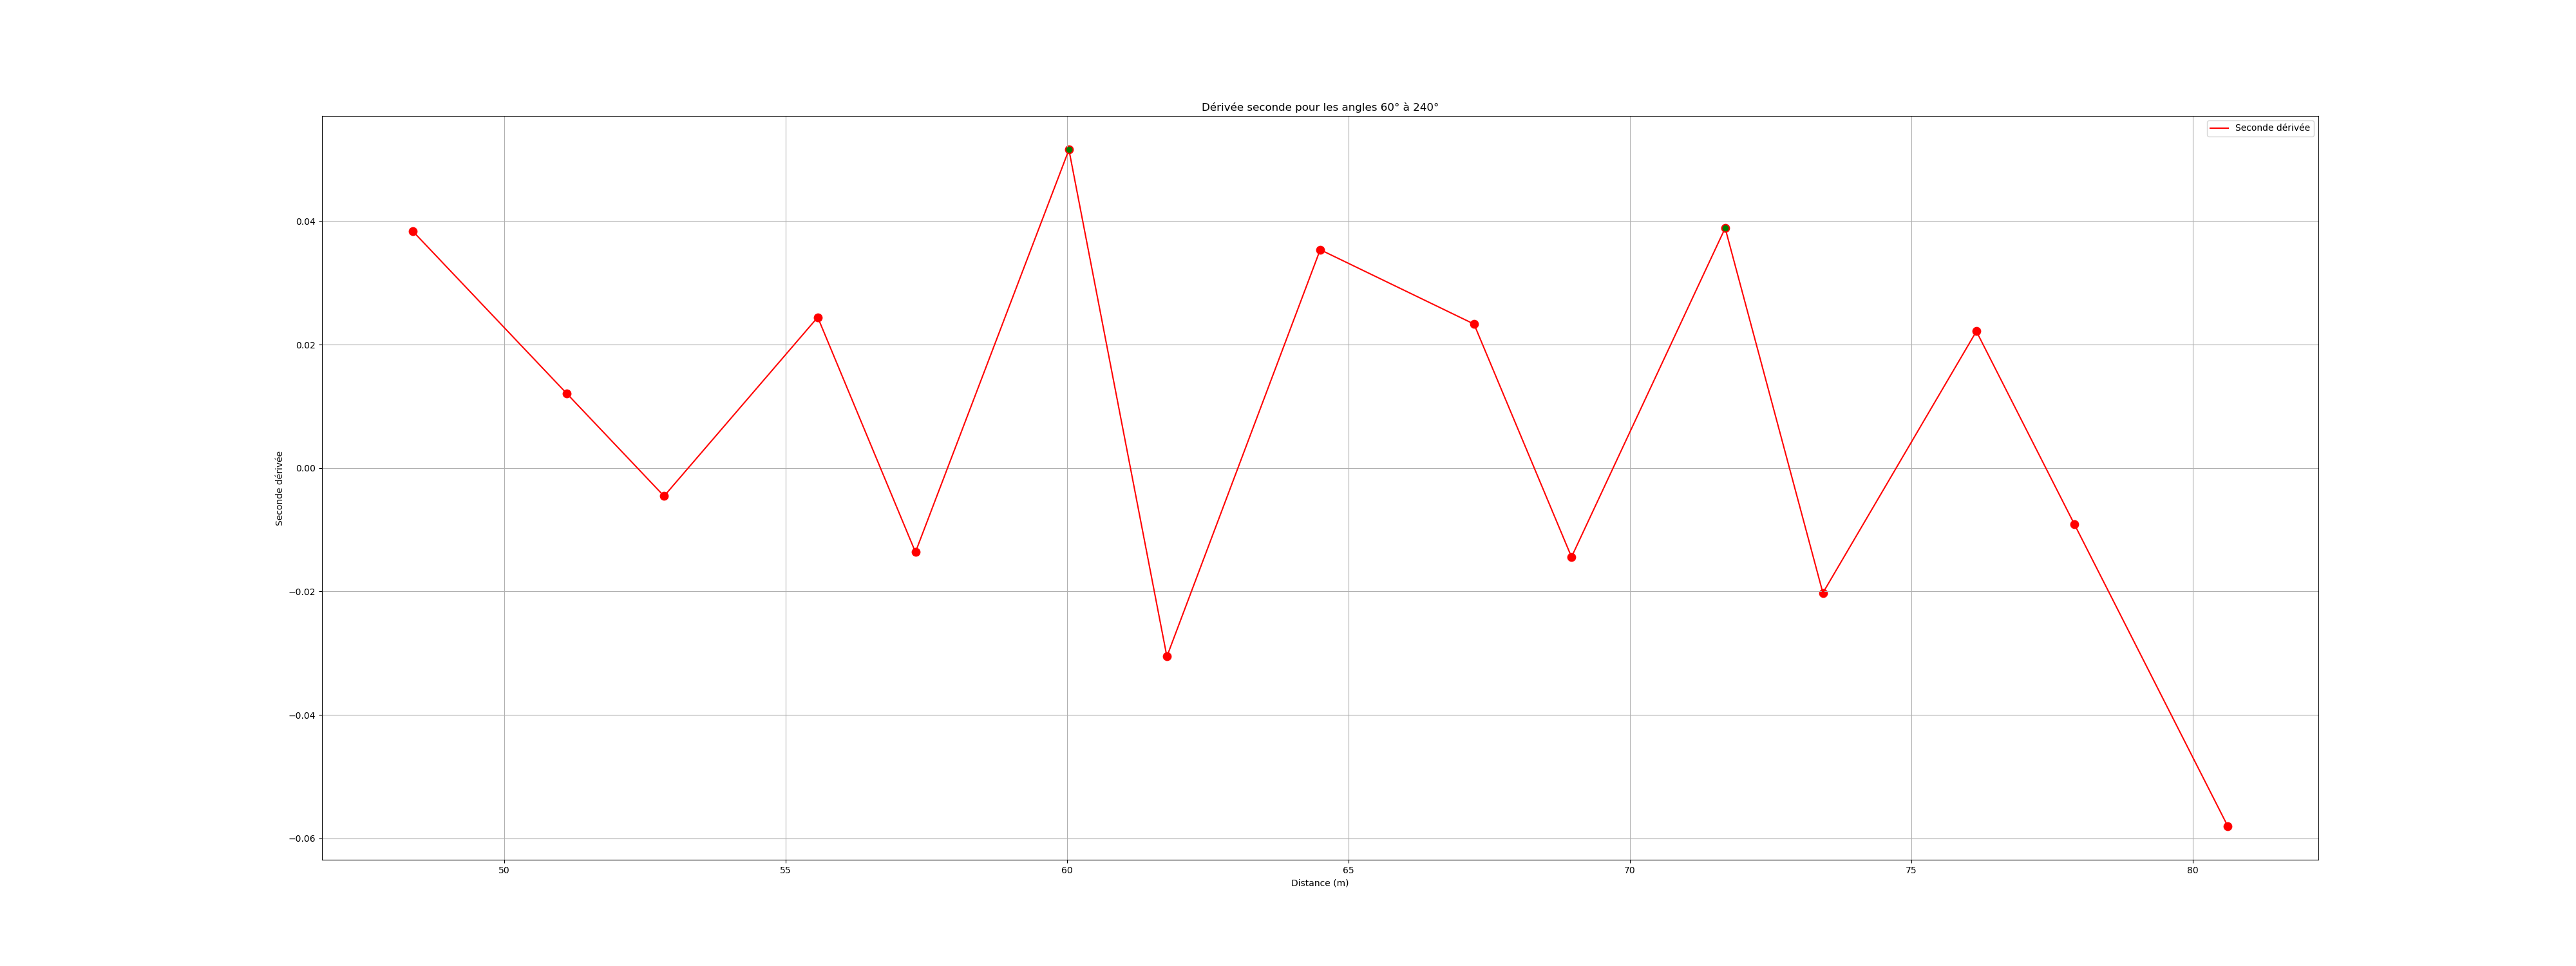 Dérivée seconde pour les angles 60° à 240°
Seconde dérivée
0.04
0.02
0.00
−0.02
−0.04
−0.06
Seconde dérivée
50 55 60 65 70 75 80
Distance (m)